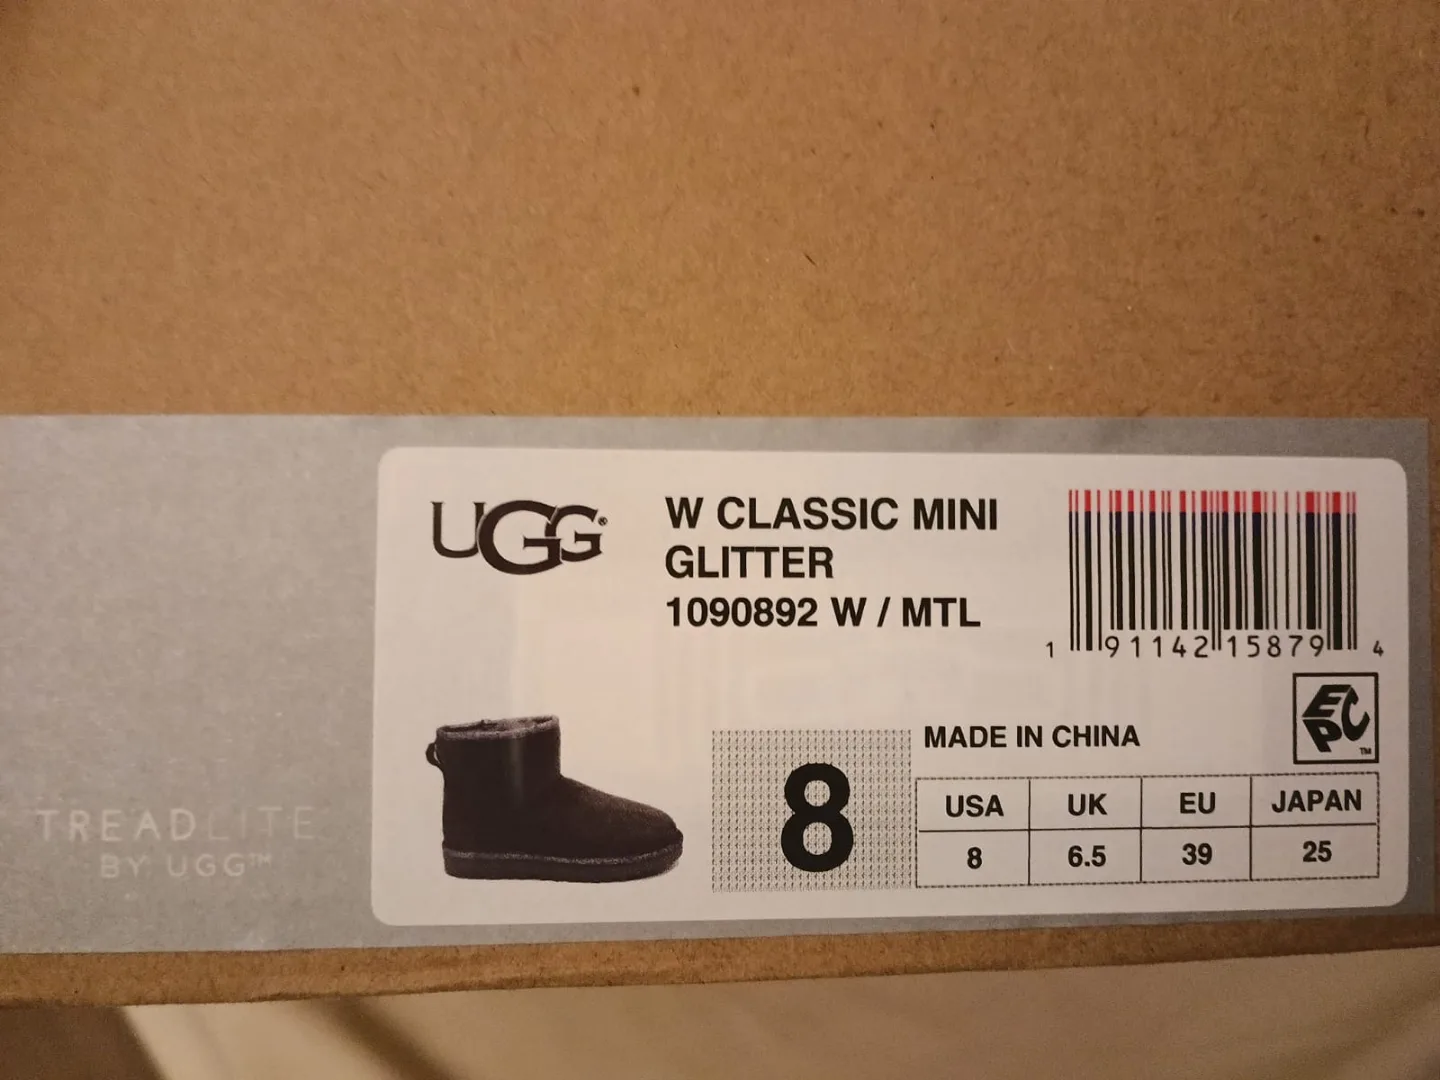 UGG®
W CLASSIC MINI
GLITTER
1090892 W / MTL
1 91142 15879 4
EPC™
MADE IN CHINA
8
USA UK EU JAPAN
8 6.5 39 25
TREADLITE
BY UGG™